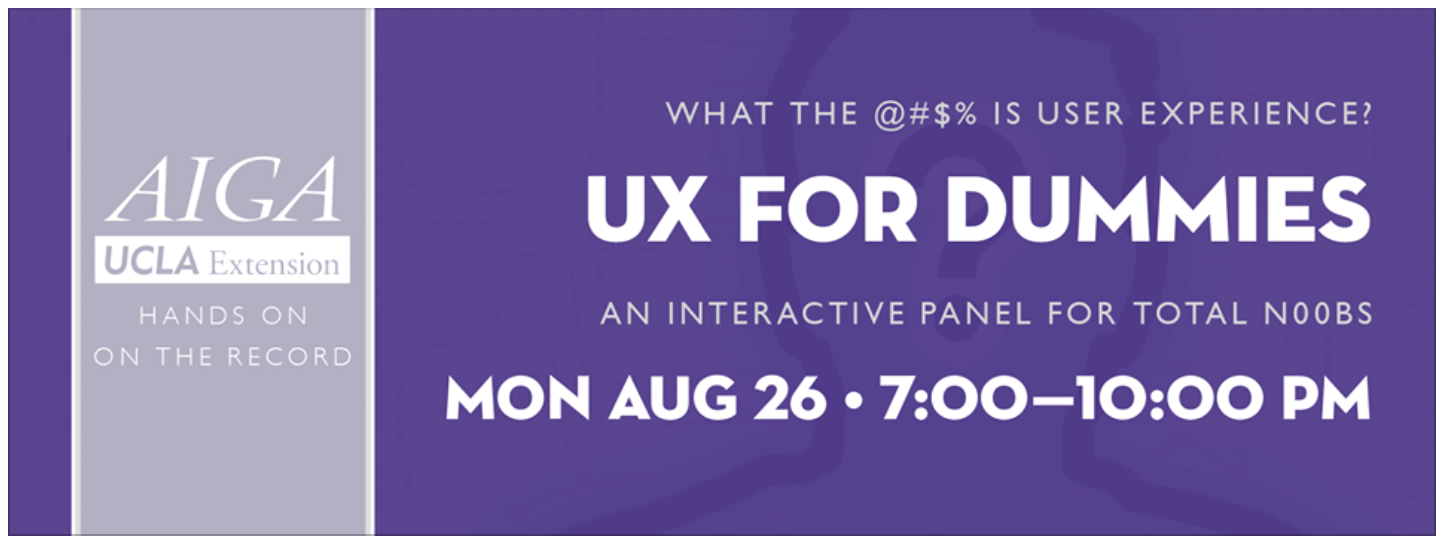 AIGA
UCLA Extension
HANDS ON
ON THE RECORD
WHAT THE @#$% IS USER EXPERIENCE?
UX FOR DUMMIES
AN INTERACTIVE PANEL FOR TOTAL N00BS
MON AUG 26 • 7:00–10:00 PM
?